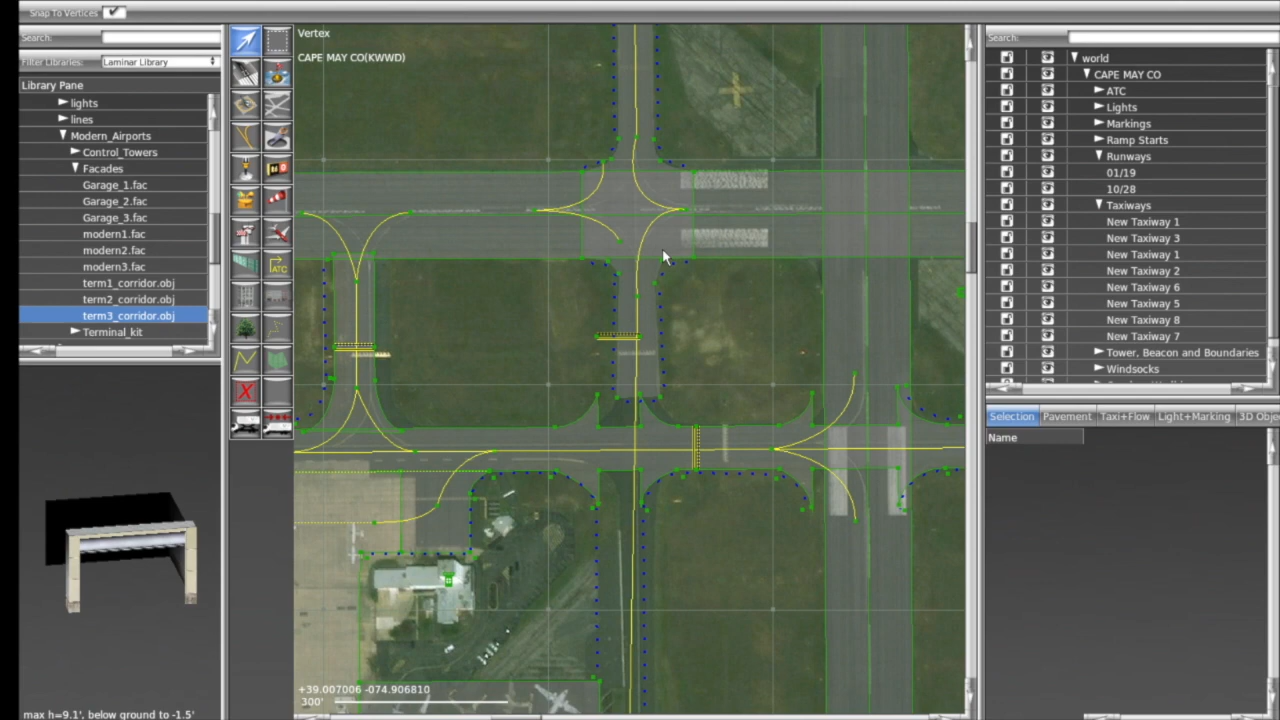 Snap To Vertices
Search:
Filter Libraries: Laminar Library
Library Pane
lights
lines
Modern_Airports
Control_Towers
Facades
Garage_1.fac
Garage_2.fac
Garage_3.fac
modern1.fac
modern2.fac
modern3.fac
term1_corridor.obj
term2_corridor.obj
term3_corridor.obj
Terminal_kit
max h=9.1', below ground to -1.5'
ATC
Vertex
CAPE MAY CO(KWWD)
+39.007006 -074.906810
300'
Search:
world
CAPE MAY CO
ATC
Lights
Markings
Ramp Starts
Runways
01/19
10/28
Taxiways
New Taxiway 1
New Taxiway 3
New Taxiway 1
New Taxiway 2
New Taxiway 6
New Taxiway 5
New Taxiway 8
New Taxiway 7
Tower, Beacon and Boundaries
Windsocks
Selection Pavement Taxi+Flow Light+Marking 3D Obje
Name